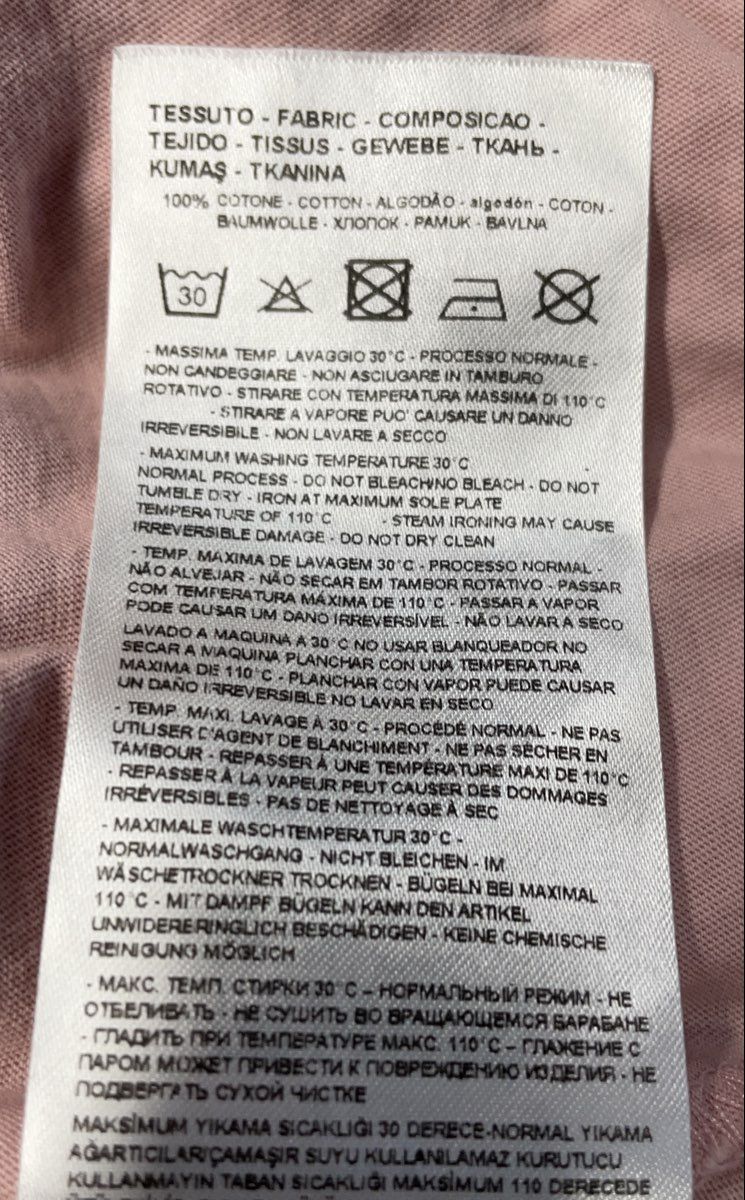 TESSUTO - FABRIC - COMPOSICAO -
TEJIDO - TISSUS - GEWEBE - ТКАНЬ -
KUMAŞ - TKANINA
100% COTONE - COTTON - ALGODÃO - algodón - COTON -
BAUMWOLLE - ХЛОПОК - PAMUK - BAVLNA
30
- MASSIMA TEMP. LAVAGGIO 30°C - PROCESSO NORMALE -
NON CANDEGGIARE - NON ASCIUGARE IN TAMBURO
ROTATIVO - STIRARE CON TEMPERATURA MASSIMA DI 110°C
- STIRARE A VAPORE PUO' CAUSARE UN DANNO
IRREVERSIBILE - NON LAVARE A SECCO
- MAXIMUM WASHING TEMPERATURE 30°C
NORMAL PROCESS - DO NOT BLEACH/NO BLEACH - DO NOT
TUMBLE DRY - IRON AT MAXIMUM SOLE PLATE
TEMPERATURE OF 110°C - STEAM IRONING MAY CAUSE
IRREVERSIBLE DAMAGE - DO NOT DRY CLEAN
- TEMP. MAXIMA DE LAVAGEM 30°C - PROCESSO NORMAL -
NÃO ALVEJAR - NÃO SECAR EM TAMBOR ROTATIVO - PASSAR
COM TEMPERATURA MÁXIMA DE 110°C - PASSAR A VAPOR
PODE CAUSAR UM DANO IRREVERSÍVEL - NÃO LAVAR A SECO
LAVADO A MAQUINA A 30°C NO USAR BLANQUEADOR NO
SECAR A MAQUINA PLANCHAR CON UNA TEMPERATURA
MAXIMA DE 110°C - PLANCHAR CON VAPOR PUEDE CAUSAR
UN DAÑO IRREVERSIBLE NO LAVAR EN SECO
- TEMP. MAXI. LAVAGE À 30°C - PROCÉDÉ NORMAL - NE PAS
UTILISER D'AGENT DE BLANCHIMENT - NE PAS SÉCHER EN
TAMBOUR - REPASSER À UNE TEMPÉRATURE MAXI DE 110°C
- REPASSER À LA VAPEUR PEUT CAUSER DES DOMMAGES
IRRÉVERSIBLES - PAS DE NETTOYAGE À SEC
- MAXIMALE WASCHTEMPERATUR 30°C -
NORMALWASCHGANG - NICHT BLEICHEN - IM
WÄSCHETROCKNER TROCKNEN - BÜGELN BEI MAXIMAL
110°C - MIT DAMPF BÜGELN KANN DEN ARTIKEL
UNWIDERERINGLICH BESCHÄDIGEN - KEINE CHEMISCHE
REINIGUNG MÖGLICH
- МАКС. ТЕМП. СТИРКИ 30°C – НОРМАЛЬНЫЙ РЕЖИМ - НЕ
ОТБЕЛИВАТЬ - НЕ СУШИТЬ ВО ВРАЩАЮЩЕМСЯ БАРАБАНЕ
- ГЛАДИТЬ ПРИ ТЕМПЕРАТУРЕ МАКС. 110°C – ГЛАЖЕНИЕ С
ПАРОМ МОЖЕТ ПРИВЕСТИ К ПОВРЕЖДЕНИЮ ИЗДЕЛИЯ - НЕ
ПОДВЕРГАТЬ СУХОЙ ЧИСТКЕ
MAKSİMUM YIKAMA SICAKLIĞI 30 DERECE-NORMAL YIKAMA
AĞARTICILAR/ÇAMAŞIR SUYU KULLANILAMAZ KURUTUCU
KULLANMAYIN TABAN SICAKLIĞI MAKSİMUM 110 DERECEDE